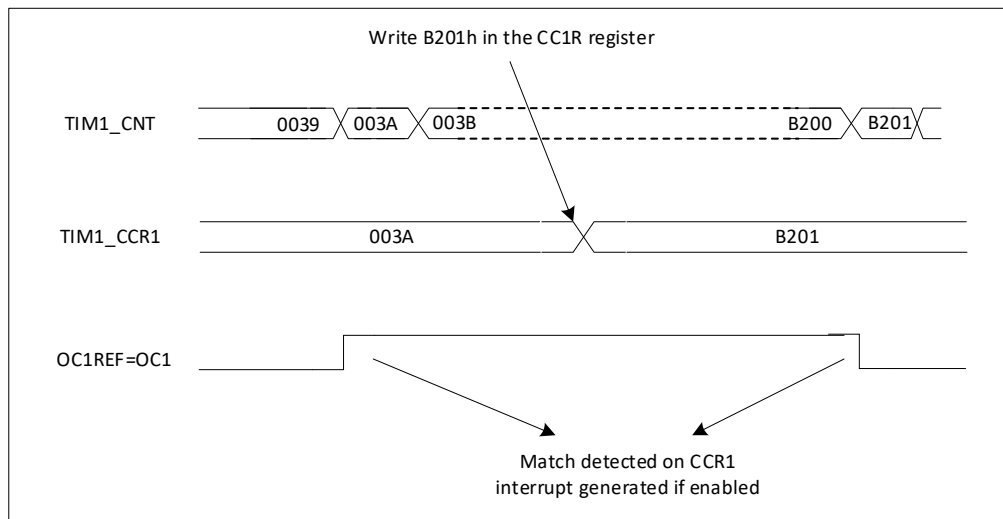 Write B201h in the CC1R register
TIM1_CNT 0039 003A 003B B200 B201
TIM1_CCR1 003A B201
OC1REF=OC1
Match detected on CCR1
interrupt generated if enabled